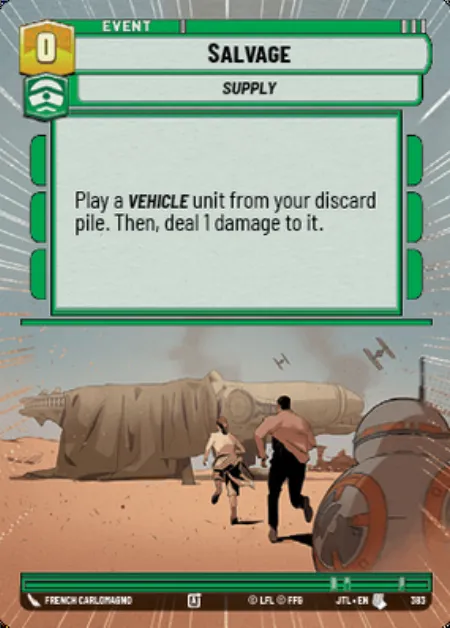 EVENT
0
SALVAGE
SUPPLY
Play a VEHICLE unit from your discard
pile. Then, deal 1 damage to it.
FRENCH CARLOMAGNO
© LFL © FFG
JTL • EN
383